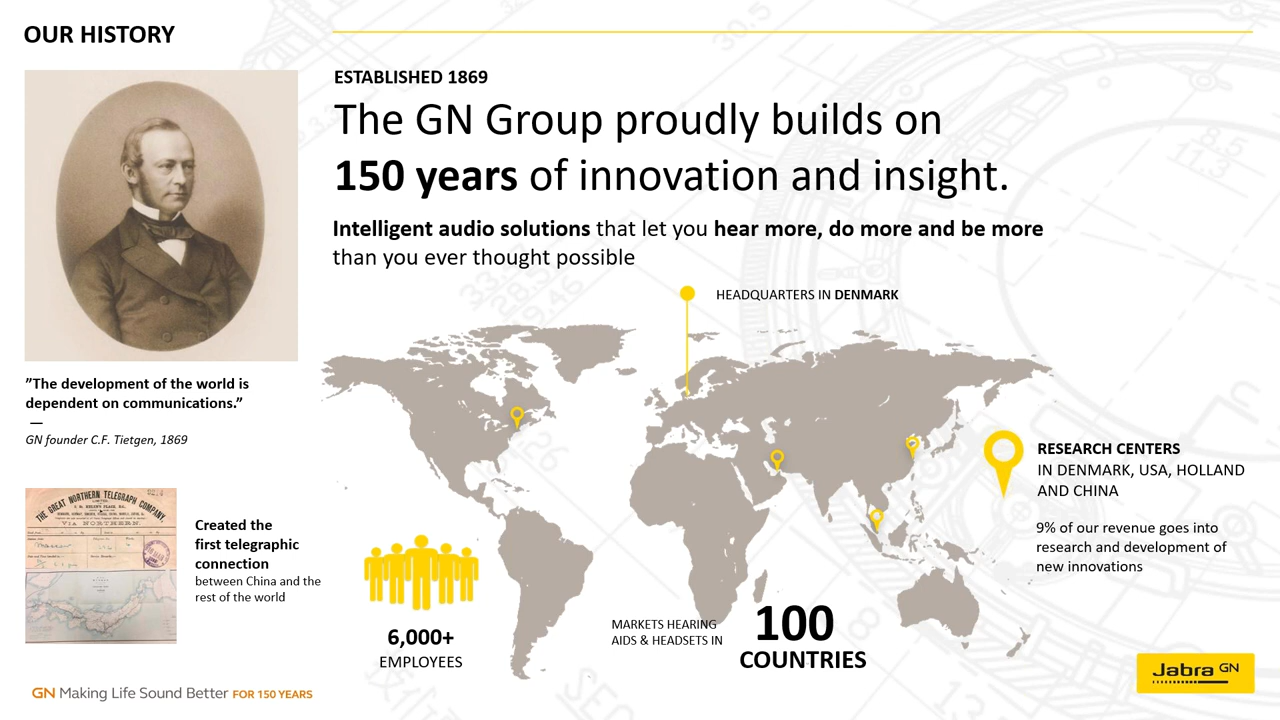 OUR HISTORY
ESTABLISHED 1869
The GN Group proudly builds on
150 years of innovation and insight.
Intelligent audio solutions that let you hear more, do more and be more
than you ever thought possible
HEADQUARTERS IN DENMARK
”The development of the world is
dependent on communications.”
—
GN founder C.F. Tietgen, 1869
RESEARCH CENTERS
IN DENMARK, USA, HOLLAND
AND CHINA
9% of our revenue goes into
research and development of
new innovations
THE GREAT NORTHERN TELEGRAPH COMPANY.
VIA NORTHERN.
Created the
first telegraphic
connection
between China and the
rest of the world
6,000+
EMPLOYEES
MARKETS HEARING
AIDS & HEADSETS IN
100
COUNTRIES
GN Making Life Sound Better FOR 150 YEARS
Jabra GN